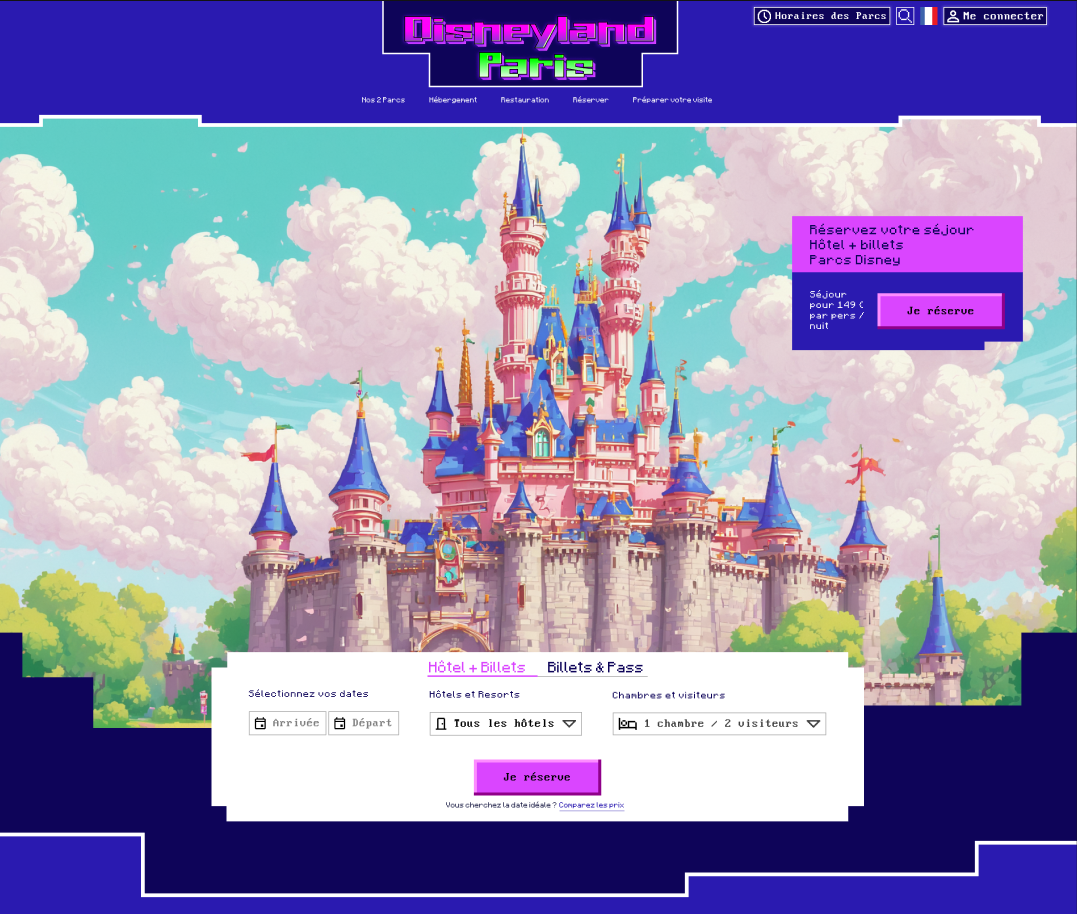 Disneyland
Paris
Horaires des Parcs
Me connecter
Nos 2 Parcs
Hébergement
Restauration
Réserver
Préparer votre visite
Réservez votre séjour
Hôtel + billets
Parcs Disney
Séjour
pour 149 €
par pers /
nuit
Je réserve
Hôtel + Billets
Billets & Pass
Sélectionnez vos dates
Hôtels et Resorts
Chambres et visiteurs
Arrivée
Départ
Tous les hôtels
1 chambre / 2 visiteurs
Je réserve
Vous cherchez la date idéale ? Comparez les prix